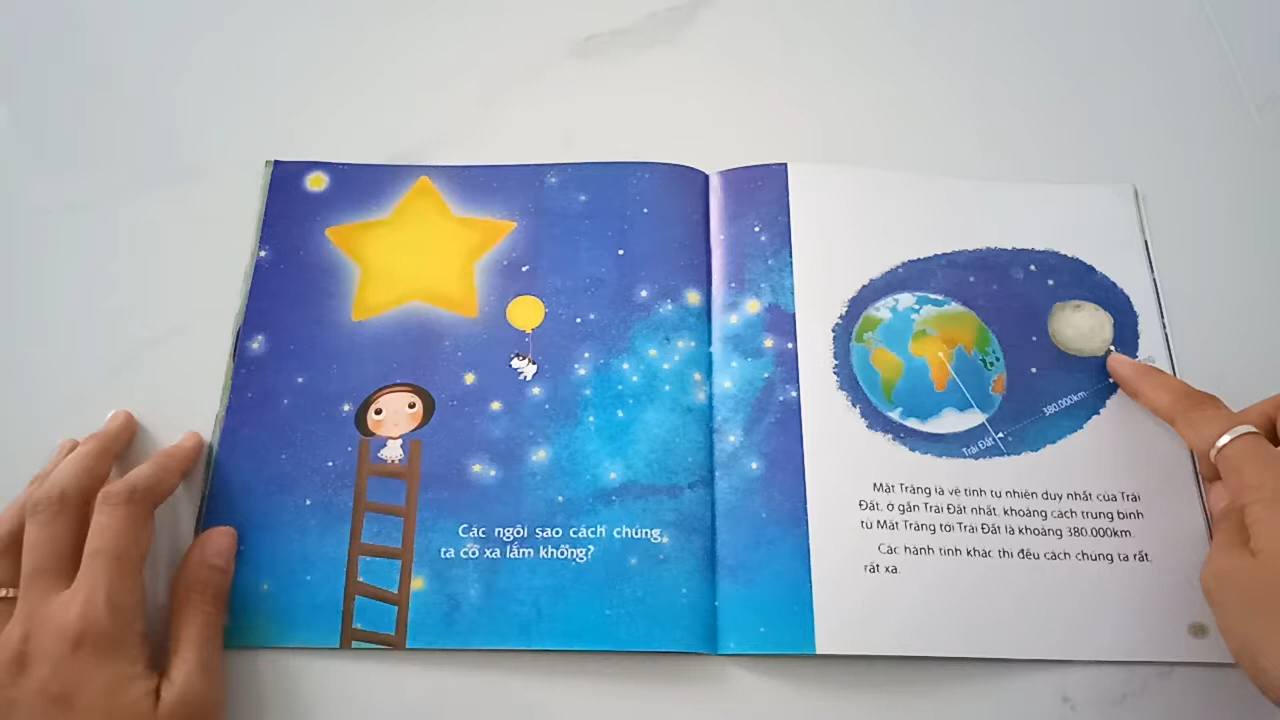 Các ngôi sao cách chúng
ta có xa lắm không?
380.000km
Trái Đất
Mặt Trăng là vệ tinh tự nhiên duy nhất của Trái
Đất, ở gần Trái Đất nhất, khoảng cách trung bình
từ Mặt Trăng tới Trái Đất là khoảng 380.000km.
Các hành tinh khác thì đều cách chúng ta rất,
rất xa.